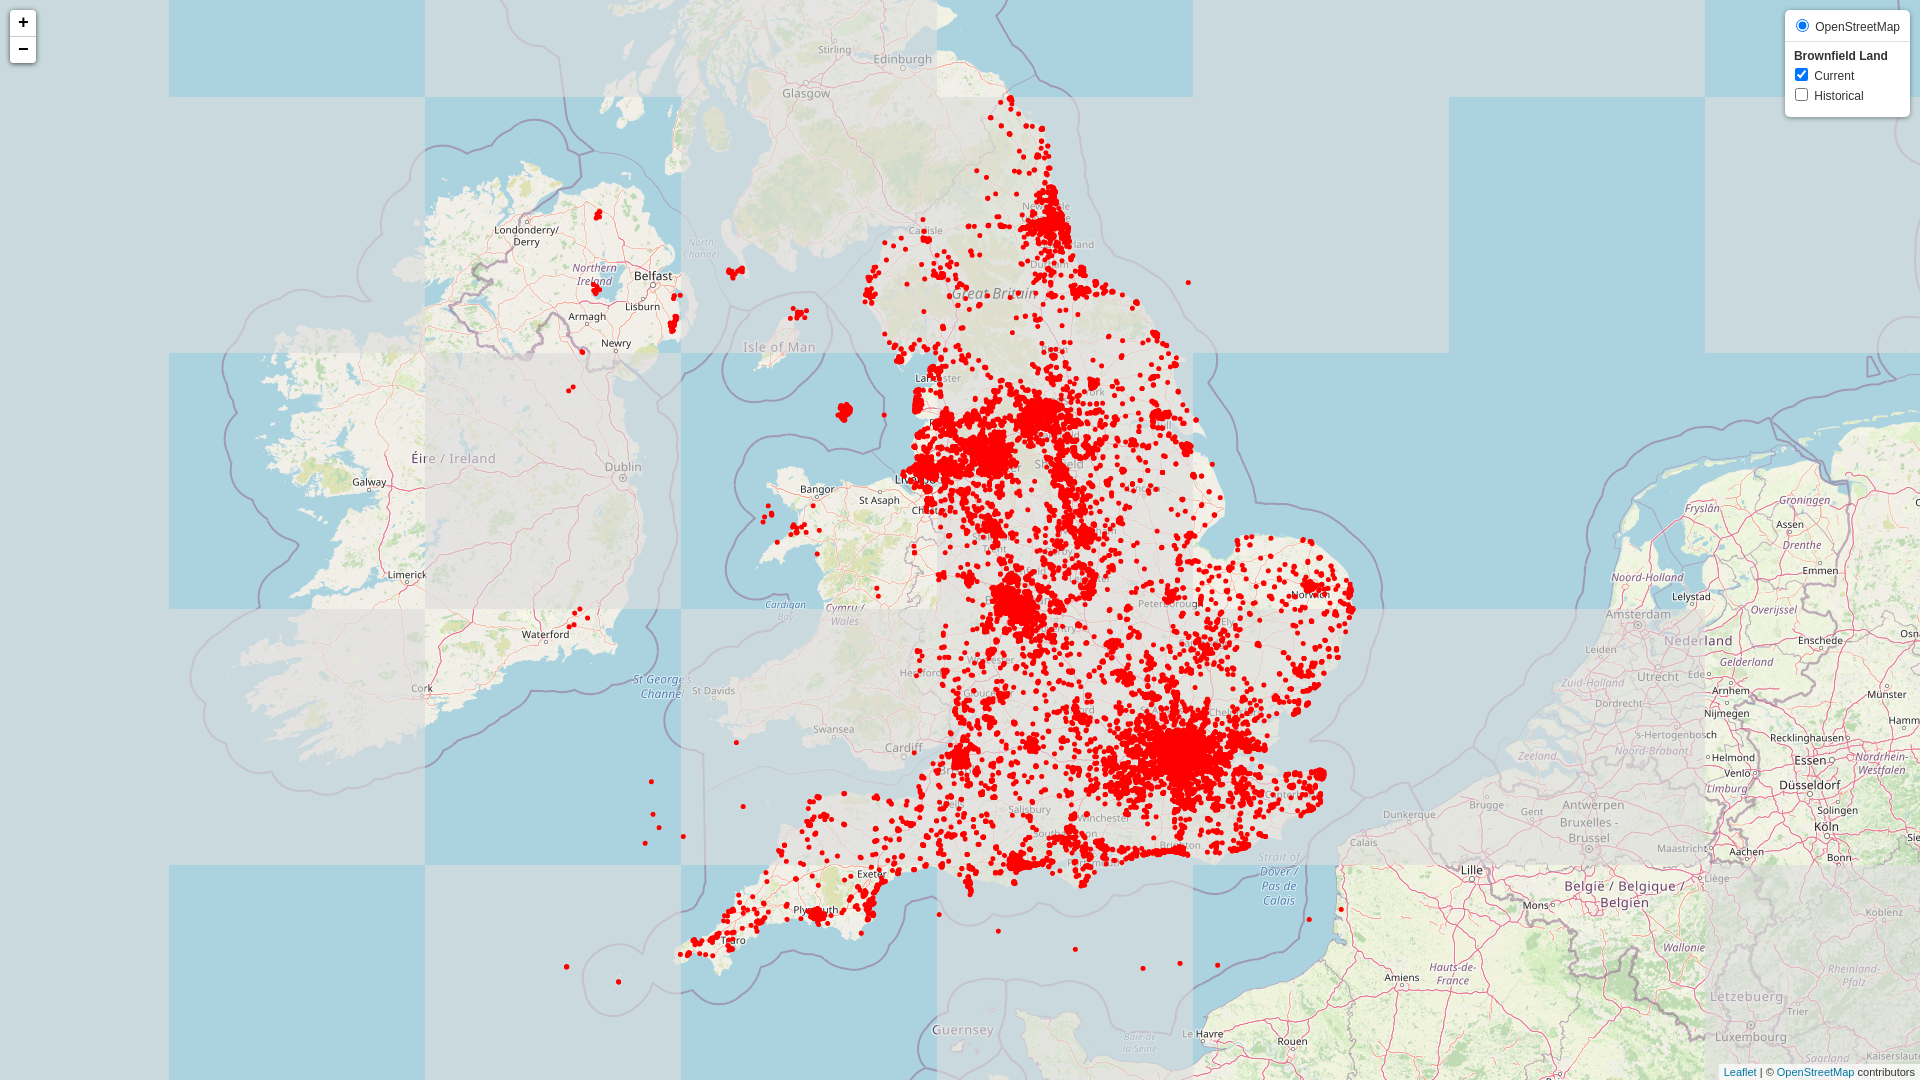 +
−
OpenStreetMap
Brownfield Land
Current
Historical
Stirling
Edinburgh
Glasgow
North
Channel
Londonderry/
Derry
Northern
Ireland
Belfast
Lisburn
Armagh
Newry
Isle of Man
Carlisle
Great Britain
Éire / Ireland
Dublin
Galway
Limerick
Waterford
Cork
St George's
Channel
Bangor
St Asaph
Cardigan
Bay
Cymru /
Wales
St Davids
Swansea
Cardiff
Peterborough
Norwich
Ely
Salisbury
Winchester
Brighton
Exeter
Plymouth
Truro
Strait of
Dover /
Pas de
Calais
Guernsey
Baie de
la Seine
Le Havre
Rouen
Amiens
Hauts-de-
France
Lille
Calais
Dunkerque
Brugge
Gent
Antwerpen
Bruxelles -
Brussel
Zeeland
Mons
België / Belgique /
Belgien
Wallonie
Liège
Maastricht
Aachen
Köln
Bonn
Düsseldorf
Solingen
Essen
Recklinghausen
Helmond
Venlo
Limburg
Noord-Brabant
's-Hertogenbosch
Nijmegen
Arnhem
Dordrecht
Zuid-Holland
Utrecht
Ede
Gelderland
Leiden
Amsterdam
Nederland
Noord-Holland
Lelystad
Overijssel
Enschede
Emmen
Drenthe
Assen
Groningen
Fryslân
Münster
Nordrhein-
Westfalen
Koblenz
Rheinland-
Pfalz
Lëtzebuerg
Luxembourg
Trier
Saarland
Leaflet | © OpenStreetMap contributors